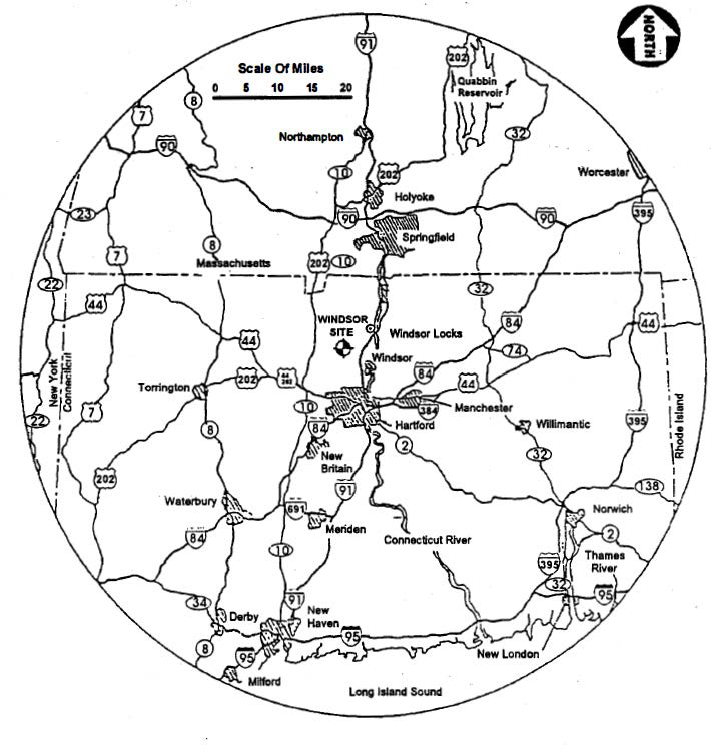 NORTH
91
202
Scale Of Miles
0 5 10 15 20
Quabbin
Reservoir
8
7
32
Northampton
90
10
202
Worcester
Holyoke
23
90
90
395
8
Springfield
7
Massachusetts
202
10
22
32
44
WINDSOR
SITE
Windsor Locks
84
44
44
74
Windsor
New York
Connecticut
84
Torrington
202
44
202
44
Manchester
384
10
7
22
Hartford
Willimantic
395
Rhode Island
8
84
2
New
Britain
32
202
138
91
Waterbury
691
Norwich
Meriden
2
84
Connecticut River
10
Thames
River
395
32
91
34
95
Derby
New
Haven
95
8
95
New London
Milford
Long Island Sound